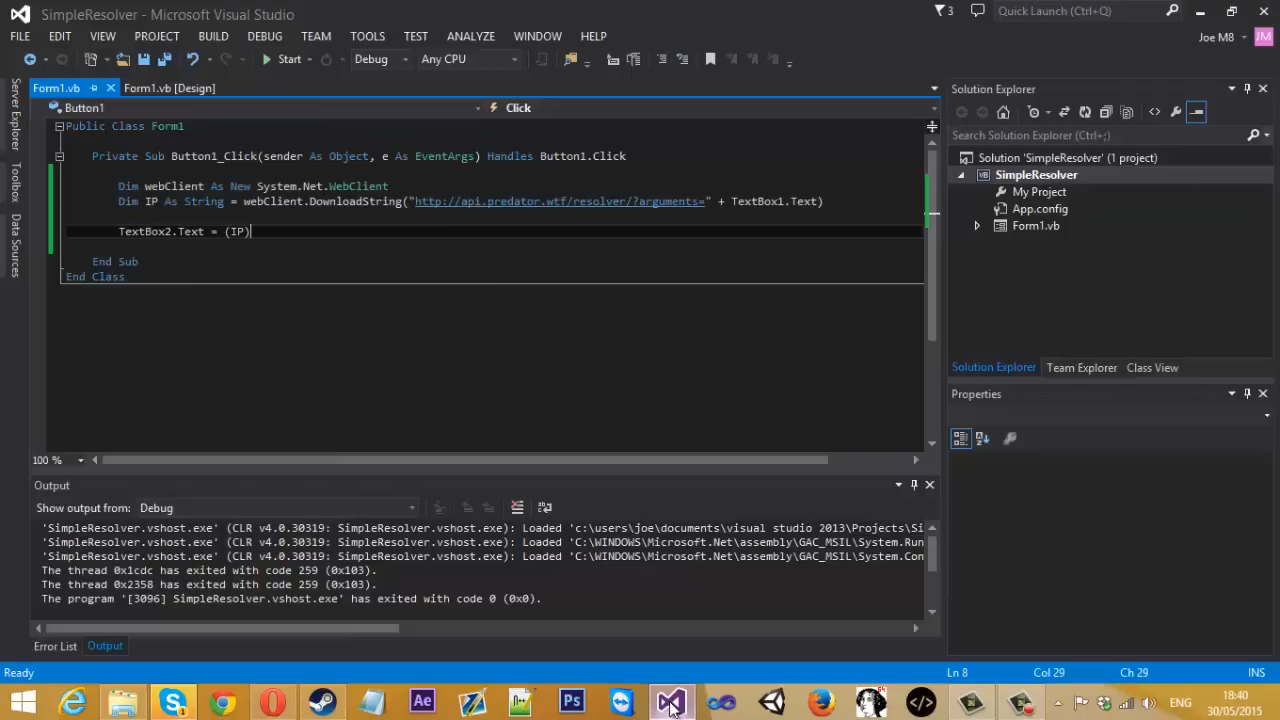 SimpleResolver - Microsoft Visual Studio
3
Quick Launch (Ctrl+Q)
FILE EDIT VIEW PROJECT BUILD DEBUG TEAM TOOLS TEST ANALYZE WINDOW HELP
Joe M8
JM
Start Debug Any CPU
Form1.vb
Form1.vb [Design]
Server Explorer
Toolbox
Data Sources
Button1
Click
Public Class Form1
Private Sub Button1_Click(sender As Object, e As EventArgs) Handles Button1.Click
Dim webClient As New System.Net.WebClient
Dim IP As String = webClient.DownloadString("http://api.predator.wtf/resolver/?arguments=" + TextBox1.Text)
TextBox2.Text = (IP)
End Sub
End Class
100 %
Solution Explorer
Search Solution Explorer (Ctrl+;)
Solution 'SimpleResolver' (1 project)
VB SimpleResolver
My Project
App.config
Form1.vb
Solution Explorer Team Explorer Class View
Properties
Output
Show output from: Debug
'SimpleResolver.vshost.exe' (CLR v4.0.30319: SimpleResolver.vshost.exe): Loaded 'c:\users\joe\documents\visual studio 2013\Projects\Si
'SimpleResolver.vshost.exe' (CLR v4.0.30319: SimpleResolver.vshost.exe): Loaded 'C:\WINDOWS\Microsoft.Net\assembly\GAC_MSIL\System.Run
'SimpleResolver.vshost.exe' (CLR v4.0.30319: SimpleResolver.vshost.exe): Loaded 'C:\WINDOWS\Microsoft.Net\assembly\GAC_MSIL\System.Con
The thread 0x1cdc has exited with code 259 (0x103).
The thread 0x2358 has exited with code 259 (0x103).
The program '[3096] SimpleResolver.vshost.exe' has exited with code 0 (0x0).
Error List Output
Ready
Ln 8 Col 29 Ch 29 INS
Ae
Ps
ENG
18:40
30/05/2015